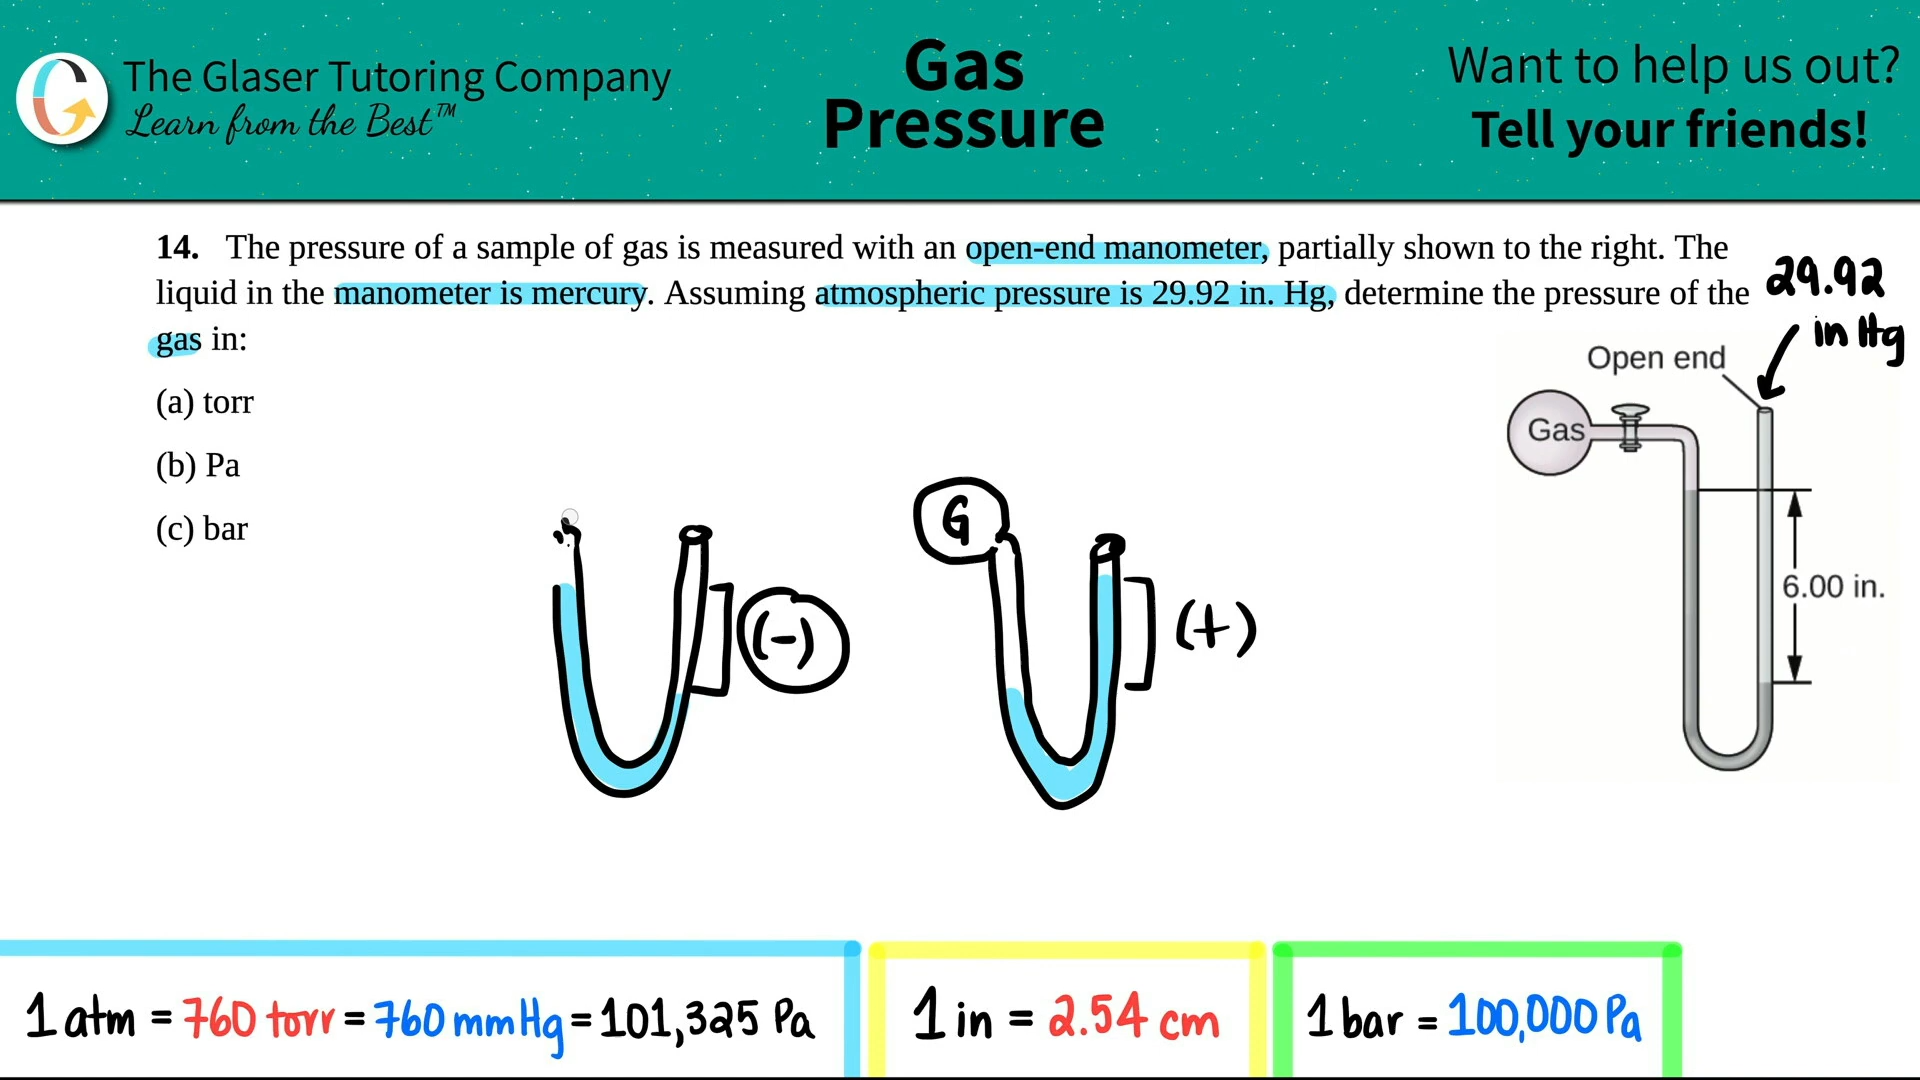 The Glaser Tutoring Company
Learn from the Best™
Gas
Pressure
Want to help us out?
Tell your friends!
14. The pressure of a sample of gas is measured with an open-end manometer, partially shown to the right. The
liquid in the manometer is mercury. Assuming atmospheric pressure is 29.92 in. Hg, determine the pressure of the
gas in:
(a) torr
(b) Pa
(c) bar
29.92
in Hg
Open end
Gas
6.00 in.
(-)
G
(+)
1 atm = 760 torr = 760 mmHg = 101,325 Pa
1 in = 2.54 cm
1 bar = 100,000 Pa